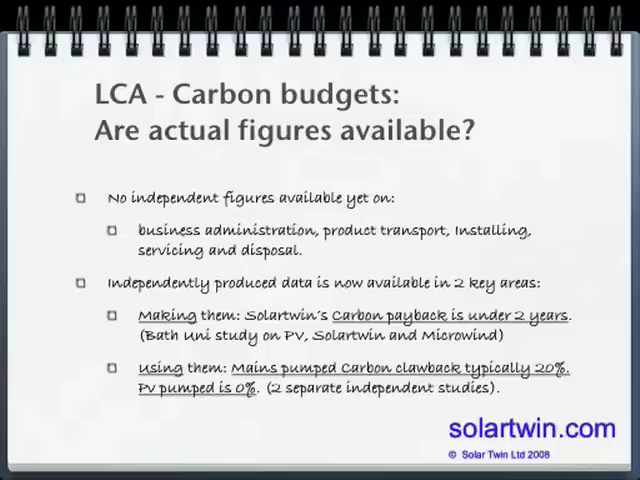 LCA - Carbon budgets:
Are actual figures available?
No independent figures available yet on:
business administration, product transport, Installing,
servicing and disposal.
Independently produced data is now available in 2 key areas:
Making them: Solartwin's Carbon payback is under 2 years.
(Bath Uni study on PV, Solartwin and Microwind)
Using them: Mains pumped Carbon clawback typically 20%.
PV pumped is 0%. (2 separate independent studies).
solartwin.com
© Solar Twin Ltd 2008